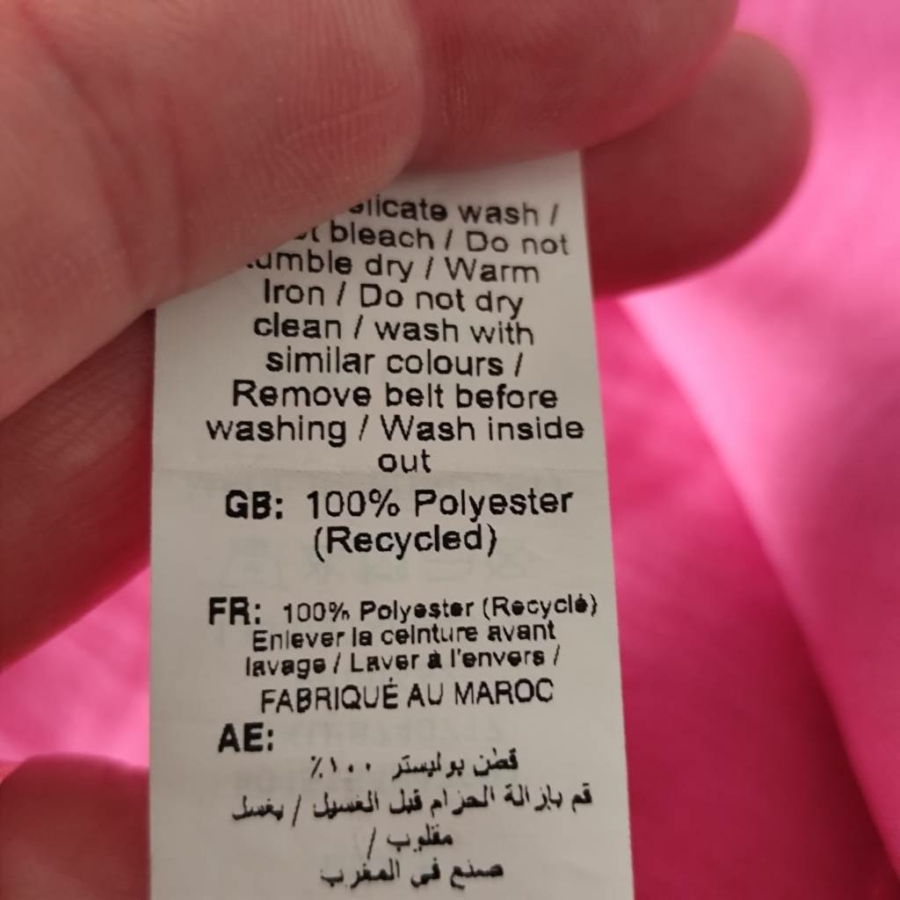 wash /
bleach / Do not
dry / Warm
Iron / Do not dry
clean / wash with
similar colours /
Remove belt before
washing / Wash inside
out
GB: 100% Polyester
(Recycled)
FR: 100% Polyester (Recyclé)
Enlever la ceinture avant
lavage / Laver à l'envers /
FABRIQUÉ AU MAROC
AE:
قطن بوليستر ١٠٠٪
قم بإزالة الحزام قبل الغسيل / يغسل
مقلوب /
صنع في المغرب